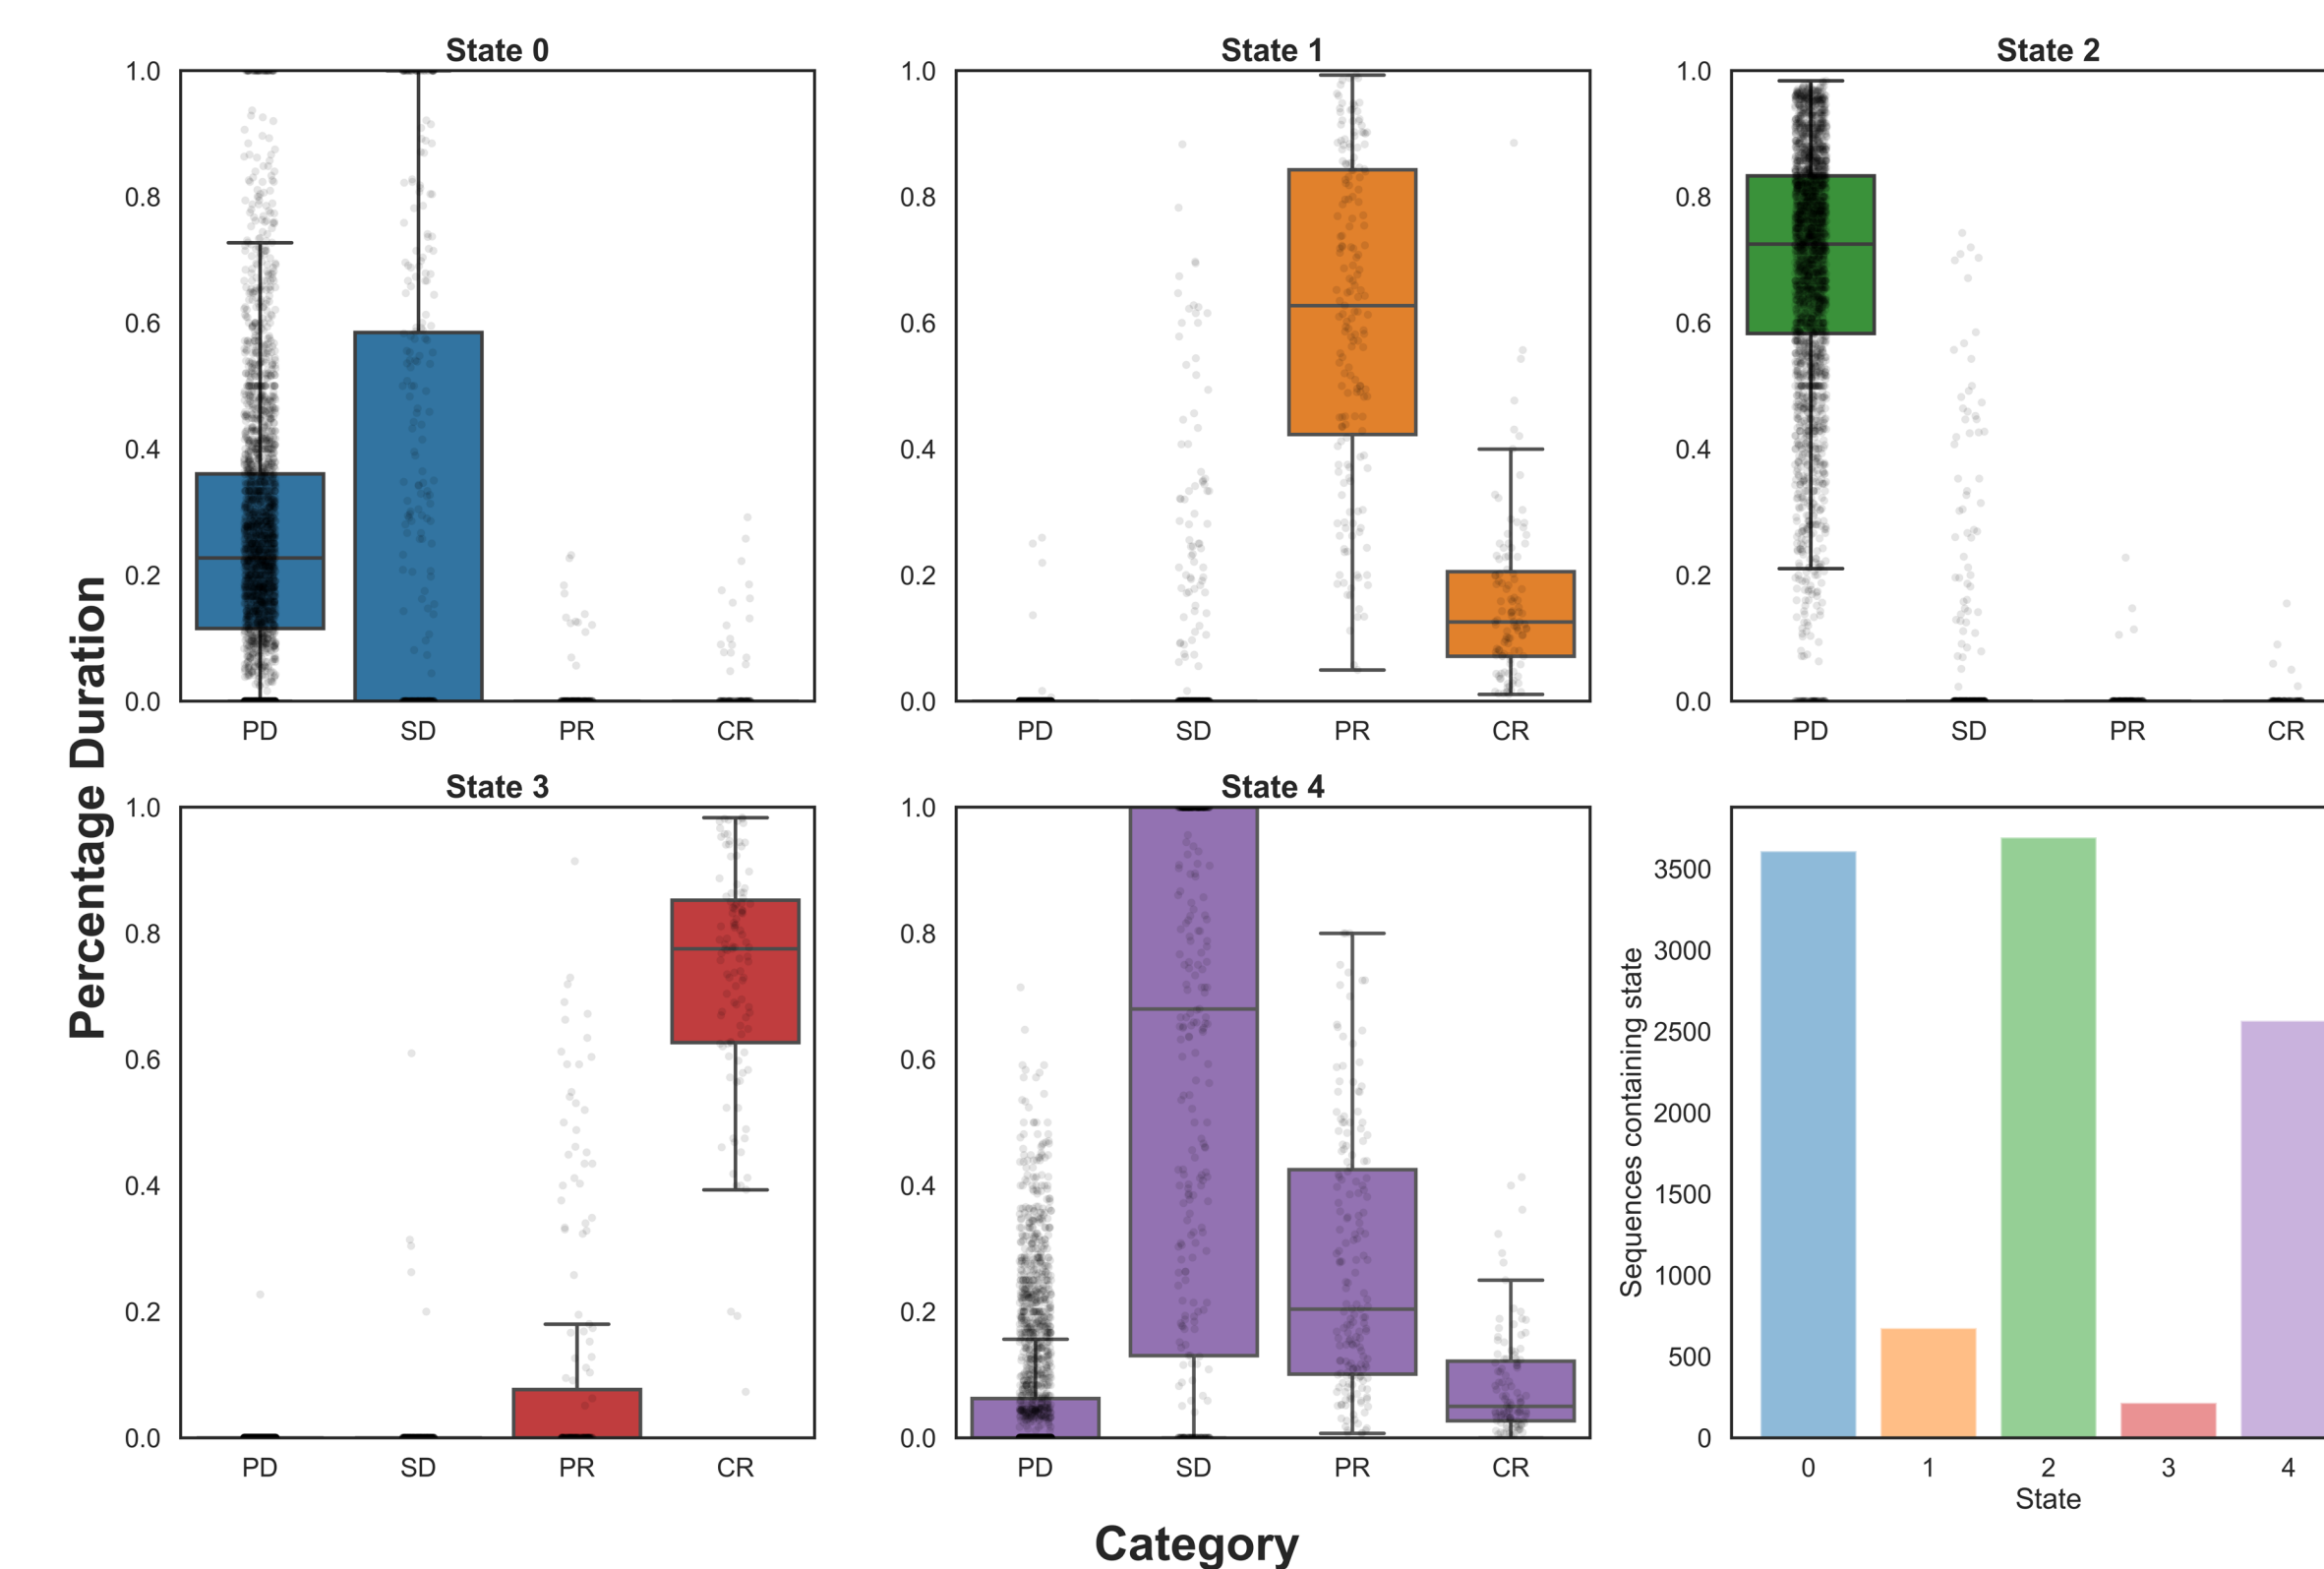 State 0
State 1
State 2
1.0
0.8
0.6
0.4
0.2
0.0
PD SD PR CR
1.0
0.8
0.6
0.4
0.2
0.0
PD SD PR CR
1.0
0.8
0.6
0.4
0.2
0.0
PD SD PR CR
Percentage Duration
State 3
State 4
1.0
0.8
0.6
0.4
0.2
0.0
PD SD PR CR
1.0
0.8
0.6
0.4
0.2
0.0
PD SD PR CR
Sequences containing state
3500
3000
2500
2000
1500
1000
500
0
0 1 2 3 4
State
Category